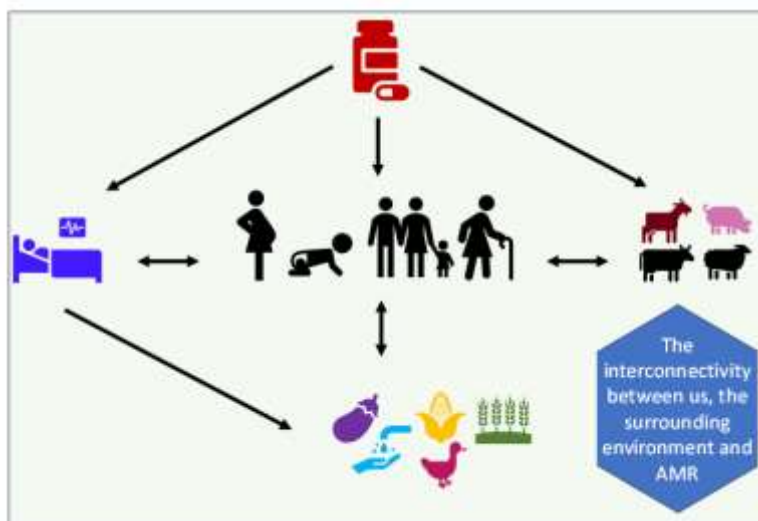 The
interconnectivity
between us, the
surrounding
environment and
AMR